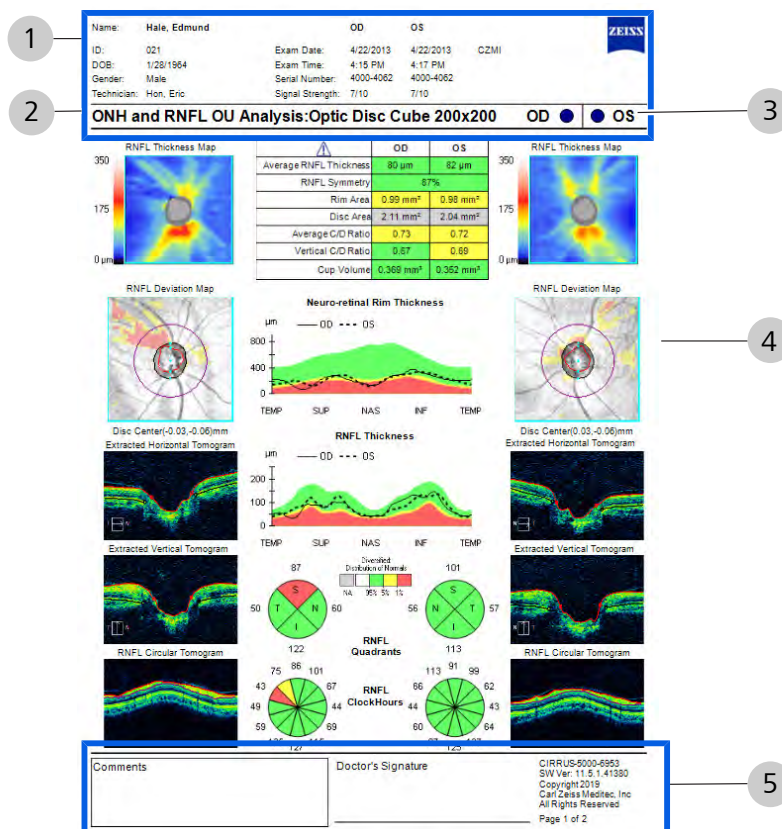 1
2
3
4
5
Name: Hale, Edmund OD OS
ZEISS
ID: 021 Exam Date: 4/22/2013 4/22/2013 CZMI
DOB: 1/28/1964 Exam Time: 4:15 PM 4:17 PM
Gender: Male Serial Number: 4000-4062 4000-4062
Technician: Hon, Eric Signal Strength: 7/10 7/10
ONH and RNFL OU Analysis:Optic Disc Cube 200x200 OD OS
RNFL Thickness Map
350
175
0 µm
OD OS
Average RNFL Thickness 80 µm 82 µm
RNFL Symmetry 87%
Rim Area 0.99 mm² 0.98 mm²
Disc Area 2.11 mm² 2.04 mm²
Average C/D Ratio 0.73 0.72
Vertical C/D Ratio 0.67 0.69
Cup Volume 0.369 mm³ 0.352 mm³
RNFL Thickness Map
350
175
0 µm
RNFL Deviation Map
Disc Center(-0.03,-0.06)mm
Neuro-retinal Rim Thickness
µm OD OS
800
400
0
TEMP SUP NAS INF TEMP
RNFL Deviation Map
Disc Center(0.03,-0.06)mm
Extracted Horizontal Tomogram
RNFL Thickness
µm OD OS
200
100
0
TEMP SUP NAS INF TEMP
Extracted Horizontal Tomogram
Extracted Vertical Tomogram
Diversified
Distribution of Normals
NA 95% 5% 1%
87
S
50 T N 60
I
122
RNFL
Quadrants
101
S
56 N T 57
I
113
Extracted Vertical Tomogram
RNFL Circular Tomogram
RNFL
ClockHours
86
75 101
43 67
49 44
59 69
127
91
113 99
66 62
44 43
60 64
125
RNFL Circular Tomogram
Comments
Doctor's Signature
CIRRUS-5000-6953
SW Ver: 11.5.1.41380
Copyright 2019
Carl Zeiss Meditec, Inc
All Rights Reserved
Page 1 of 2